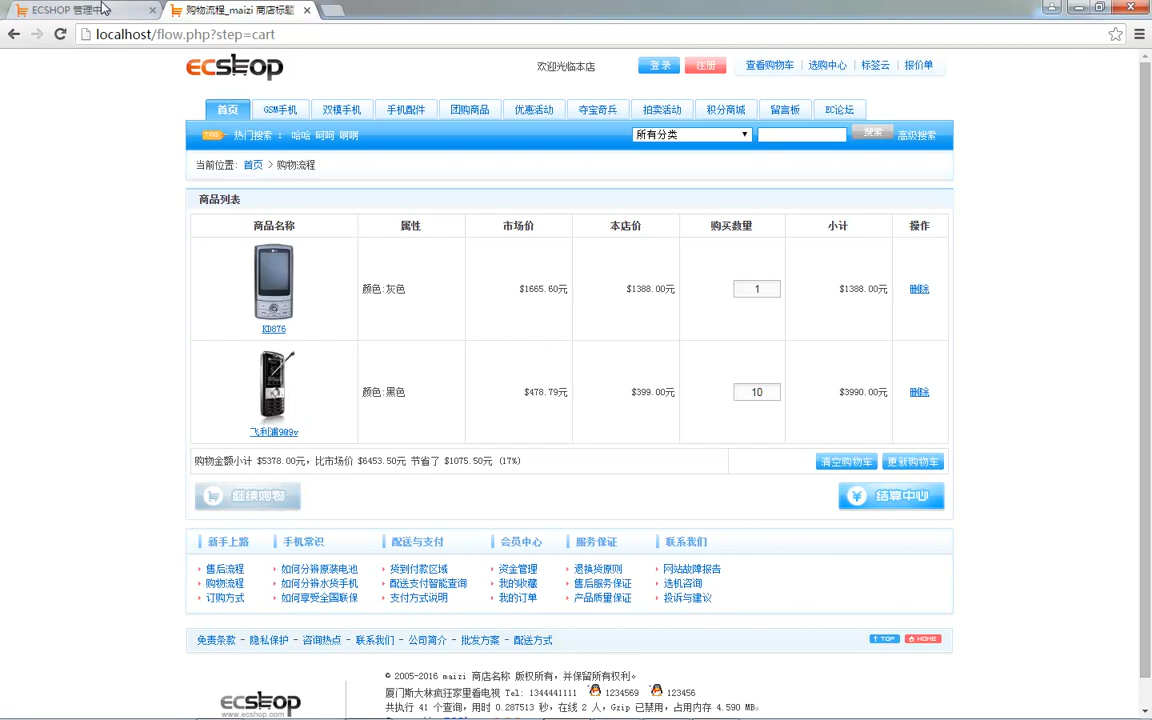 ECSHOP 管理中
购物流程_maizi 商店标题
localhost/flow.php?step=cart
ECSHOP
欢迎光临本店
登录 注册 查看购物车 | 选购中心 | 标签云 | 报价单
首页 GSM手机 双模手机 手机配件 团购商品 优惠活动 夺宝奇兵 拍卖活动 积分商城 留言板 EC论坛
热门搜索 : 哈哈 呵呵 啊啊 所有分类 搜索 高级搜索
当前位置: 首页 > 购物流程
商品列表
商品名称 属性 市场价 本店价 购买数量 小计 操作
颜色:灰色 $1665.60元 $1388.00元 1 $1388.00元 删除
KD876
颜色:黑色 $478.79元 $399.00元 10 $3990.00元 删除
飞利浦9@9v
购物金额小计 $5378.00元，比市场价 $6453.50元 节省了 $1075.50元 (17%) 清空购物车 更新购物车
继续购物 结算中心
新手上路 手机常识 配送与支付 会员中心 服务保证 联系我们
售后流程 如何分辨原装电池 货到付款区域 资金管理 退换货原则 网站故障报告
购物流程 如何分辨水货手机 配送支付智能查询 我的收藏 售后服务保证 选机咨询
订购方式 如何享受全国联保 支付方式说明 我的订单 产品质量保证 投诉与建议
免责条款 - 隐私保护 - 咨询热点 - 联系我们 - 公司简介 - 批发方案 - 配送方式 TOP HOME
© 2005-2016 maizi 商店名称 版权所有，并保留所有权利。
厦门斯大林疯狂家里看电视 Tel: 1344441111 1234569 123456
共执行 41 个查询，用时 0.287513 秒，在线 2 人，Gzip 已禁用，占用内存 4.590 MB。
ECSHOP
www.ecshop.com